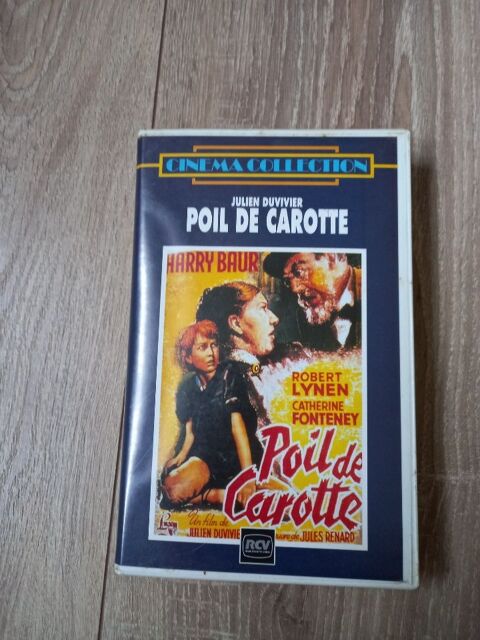 CINEMA COLLECTION
JULIEN DUVIVIER
POIL DE CAROTTE
HARRY BAUR
ROBERT
LYNEN
CATHERINE
FONTENEY
Poil de
Carotte
Un film de
JULIEN DUVIVIE
JULES RENARD
RCV